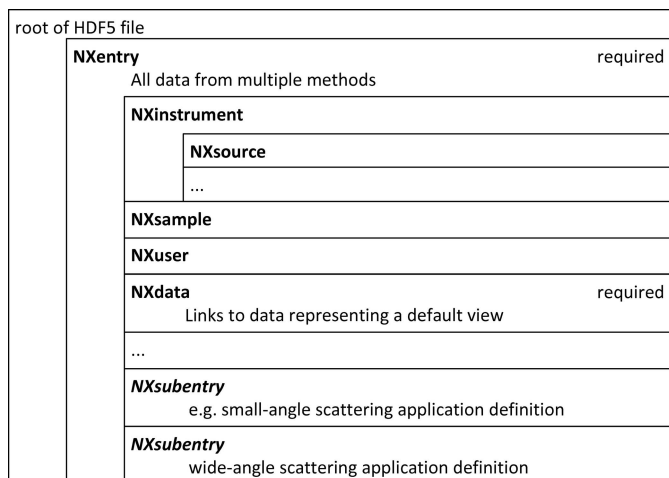 root of HDF5 file
NXentry required
All data from multiple methods
NXinstrument
NXsource
...
NXsample
NXuser
NXdata required
Links to data representing a default view
...
NXsubentry
e.g. small-angle scattering application definition
NXsubentry
wide-angle scattering application definition